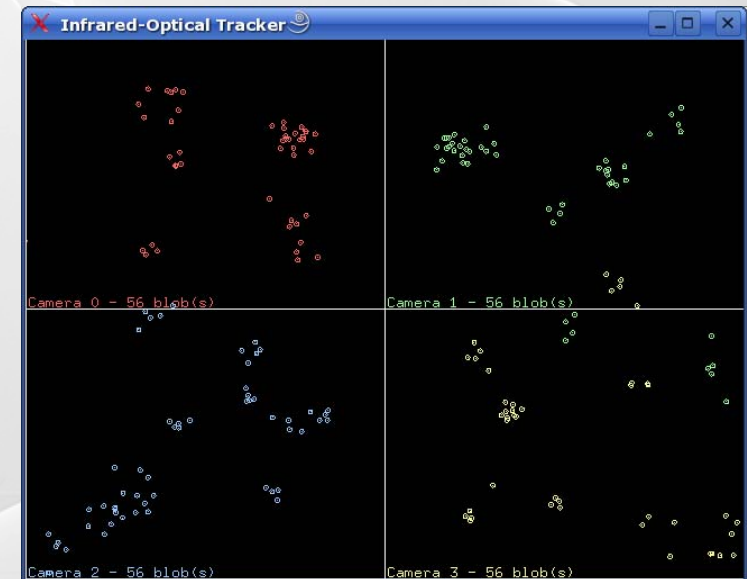 Infrared-Optical Tracker
Camera 0 - 56 blob(s)
Camera 1 - 56 blob(s)
Camera 2 - 56 blob(s)
Camera 3 - 56 blob(s)